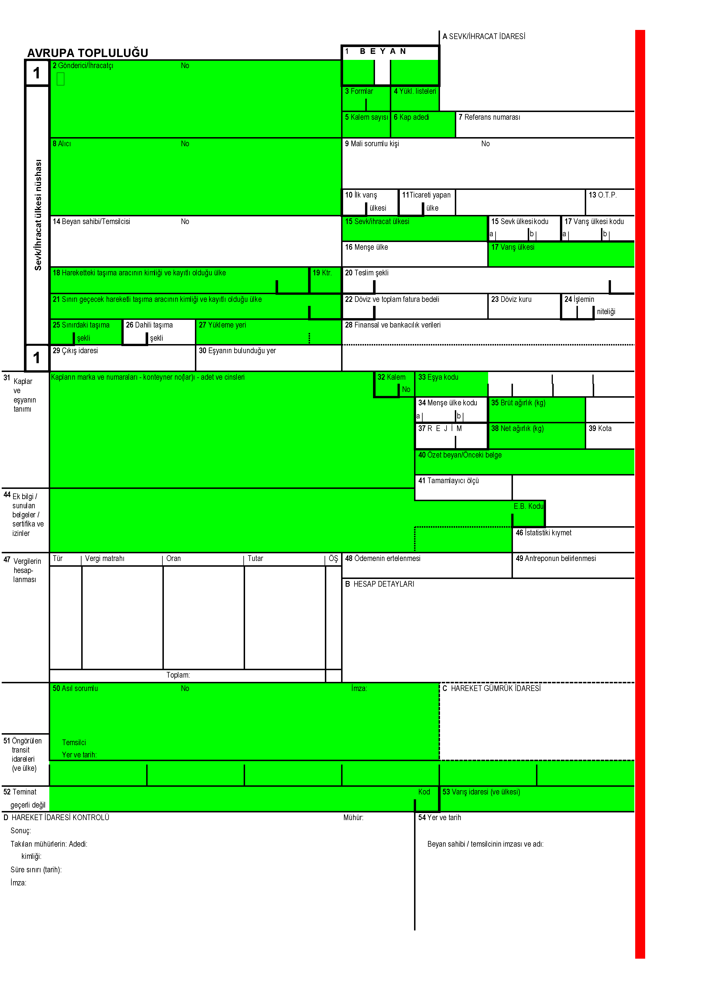 A SEVK/İHRACAT İDARESİ
AVRUPA TOPLULUĞU
1 B E Y A N
1
2 Gönderici/İhracatçı No
3 Formlar
4 Yükl. listeleri
5 Kalem sayısı
6 Kap adedi
7 Referans numarası
Sevk/İhracat ülkesi nüshası
8 Alıcı No
9 Mali sorumlu kişi No
10 İlk varış
ülkesi
11Ticareti yapan
ülke
13 O.T.P.
14 Beyan sahibi/Temsilcisi No
15 Sevk/ihracat ülkesi
15 Sevk ülkesi kodu
a b
17 Varış ülkesi kodu
a b
16 Menşe ülke
17 Varış ülkesi
18 Hareketteki taşıma aracının kimliği ve kayıtlı olduğu ülke
19 Ktr.
20 Teslim şekli
21 Sınırı geçecek hareketli taşıma aracının kimliği ve kayıtlı olduğu ülke
22 Döviz ve toplam fatura bedeli
23 Döviz kuru
24 İşlemin
niteliği
25 Sınırdaki taşıma
şekli
26 Dahili taşıma
şekli
27 Yükleme yeri
28 Finansal ve bankacılık verileri
1
29 Çıkış idaresi
30 Eşyanın bulunduğu yer
31 Kaplar
ve
eşyanın
tanımı
Kapların marka ve numaraları - konteyner no(lar)ı - adet ve cinsleri
32 Kalem
No
33 Eşya kodu
34 Menşe ülke kodu
a b
35 Brüt ağırlık (kg)
37 R E J İ M
38 Net ağırlık (kg)
39 Kota
40 Özet beyan/Önceki belge
41 Tamamlayıcı ölçü
44 Ek bilgi /
sunulan
belgeler /
sertifika ve
izinler
E.B. Kodu
46 İstatistiki kıymet
47 Vergilerin
hesap-
lanması
Tür Vergi matrahı Oran Tutar ÖŞ
48 Ödemenin ertelenmesi
49 Antreponun belirlenmesi
B HESAP DETAYLARI
Toplam:
50 Asıl sorumlu No İmza:
C HAREKET GÜMRÜK İDARESİ
Temsilci
Yer ve tarih:
51 Öngörülen
transit
idareleri
(ve ülke)
52 Teminat
geçerli değil
Kod
53 Varış idaresi (ve ülkesi)
D HAREKET İDARESİ KONTROLÜ Mühür:
Sonuç:
Takılan mühürlerin: Adedi:
kimliği:
Süre sınırı (tarih):
İmza:
54 Yer ve tarih
Beyan sahibi / temsilcinin imzası ve adı: